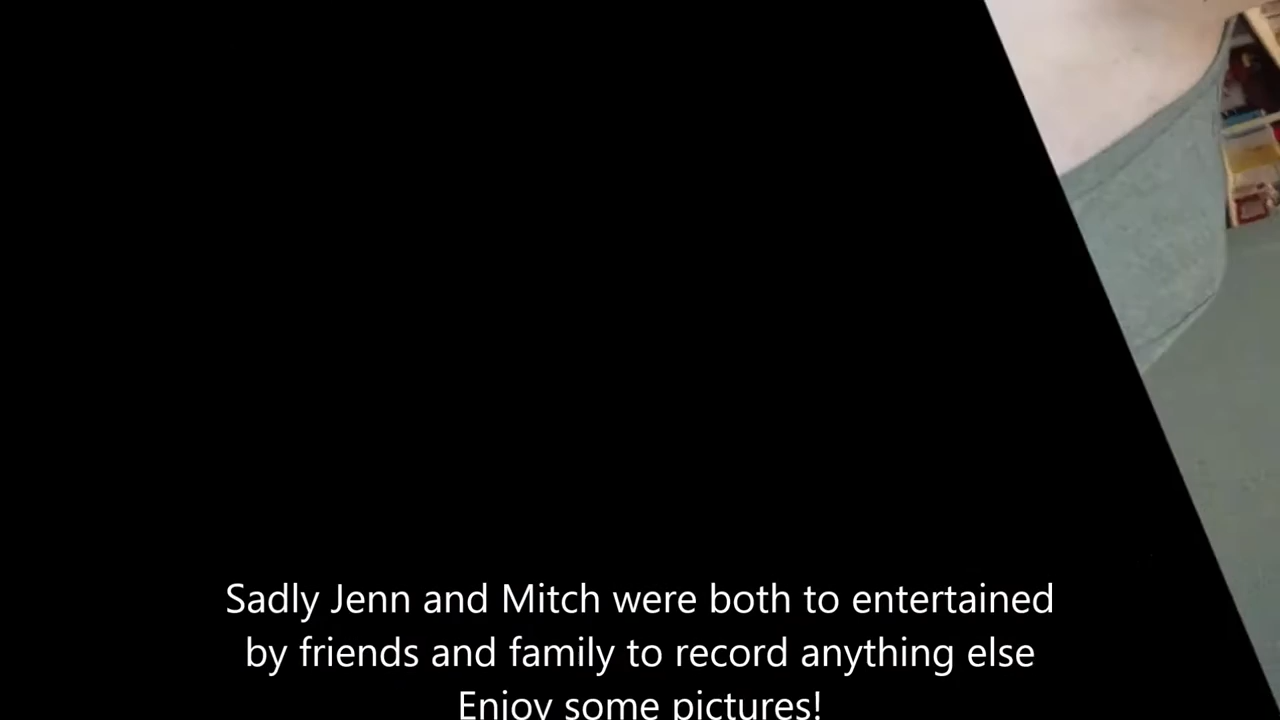 Sadly Jenn and Mitch were both to entertained
by friends and family to record anything else
Enjoy some pictures!